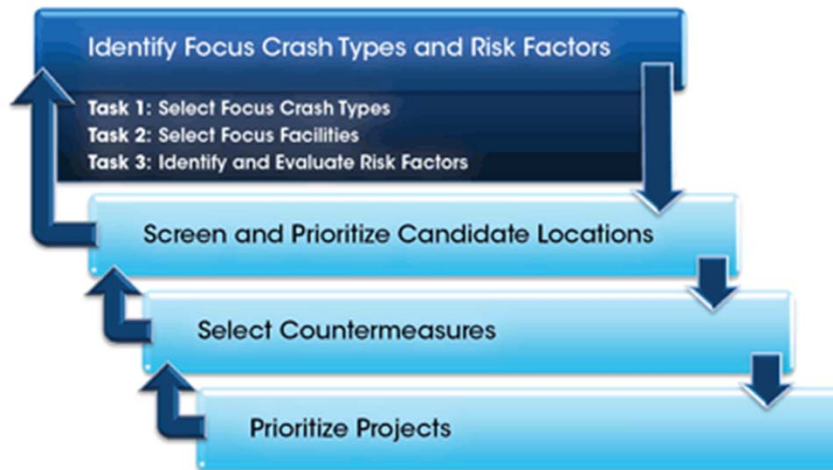 Identify Focus Crash Types and Risk Factors
Task 1: Select Focus Crash Types
Task 2: Select Focus Facilities
Task 3: Identify and Evaluate Risk Factors
Screen and Prioritize Candidate Locations
Select Countermeasures
Prioritize Projects